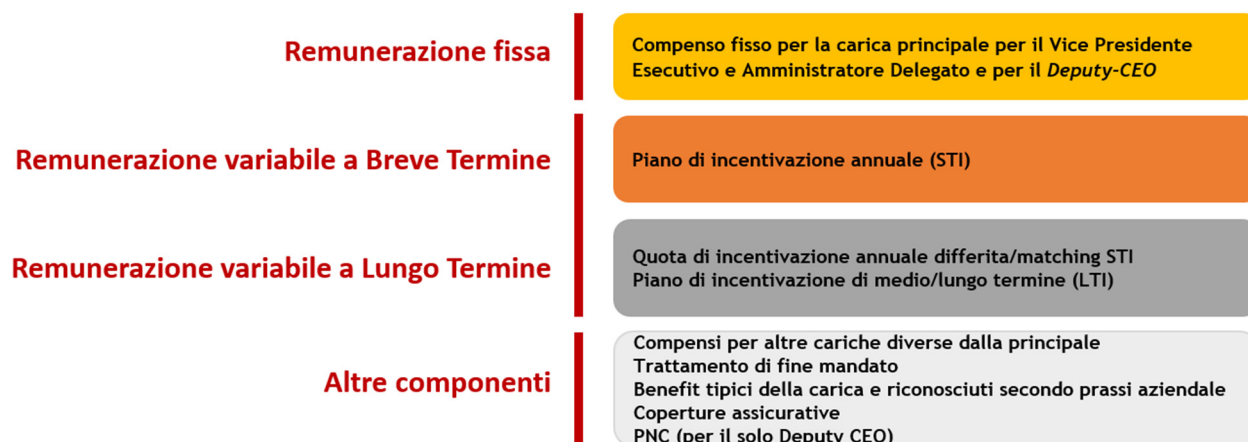 Remunerazione fissa
Compenso fisso per la carica principale per il Vice Presidente
Esecutivo e Amministratore Delegato e per il Deputy-CEO
Remunerazione variabile a Breve Termine
Piano di incentivazione annuale (STI)
Remunerazione variabile a Lungo Termine
Quota di incentivazione annuale differita/matching STI
Piano di incentivazione di medio/lungo termine (LTI)
Altre componenti
Compensi per altre cariche diverse dalla principale
Trattamento di fine mandato
Benefit tipici della carica e riconosciuti secondo prassi aziendale
Coperture assicurative
PNC (per il solo Deputy CEO)